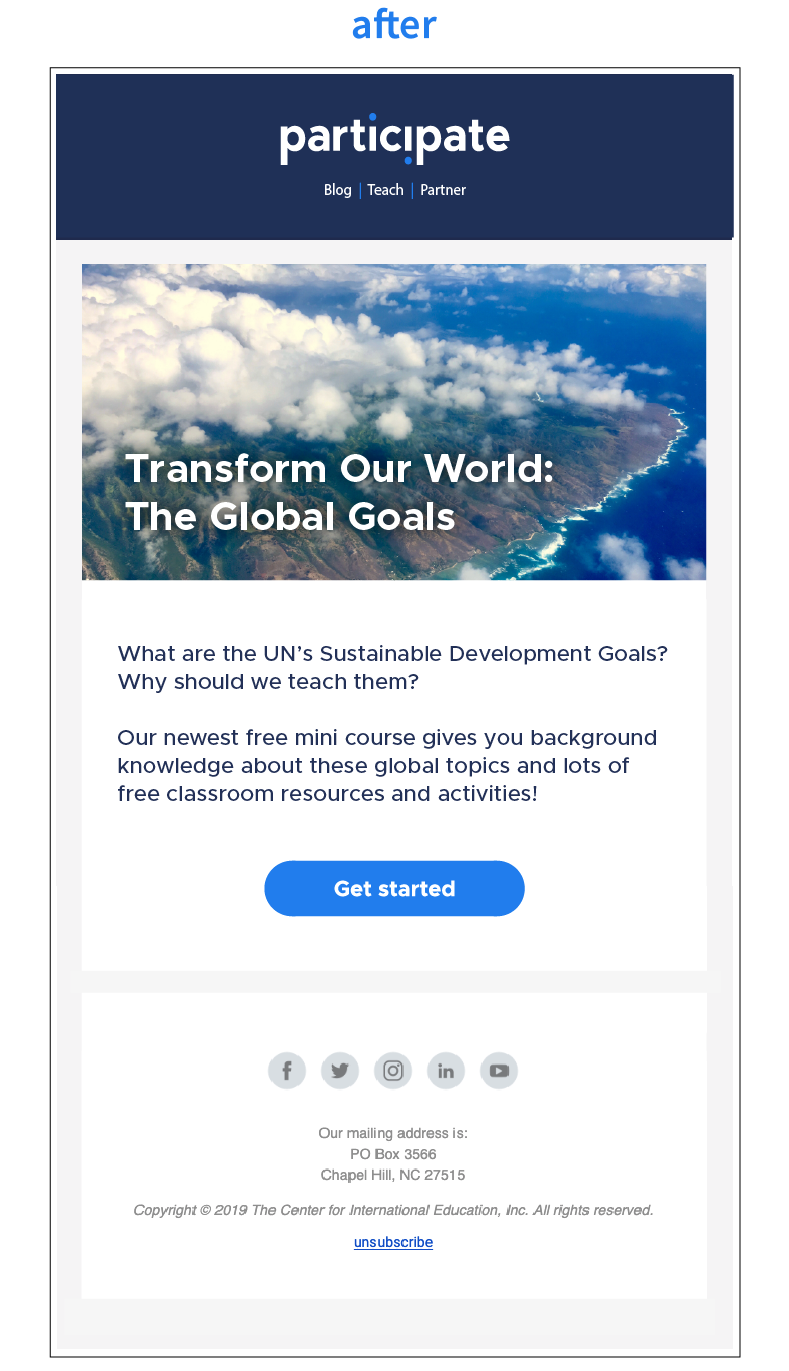 after
participate
Blog | Teach | Partner
Transform Our World:
The Global Goals
What are the UN’s Sustainable Development Goals?
Why should we teach them?
Our newest free mini course gives you background
knowledge about these global topics and lots of
free classroom resources and activities!
Get started
Our mailing address is:
PO Box 3566
Chapel Hill, NC 27515
Copyright © 2019 The Center for International Education, Inc. All rights reserved.
unsubscribe